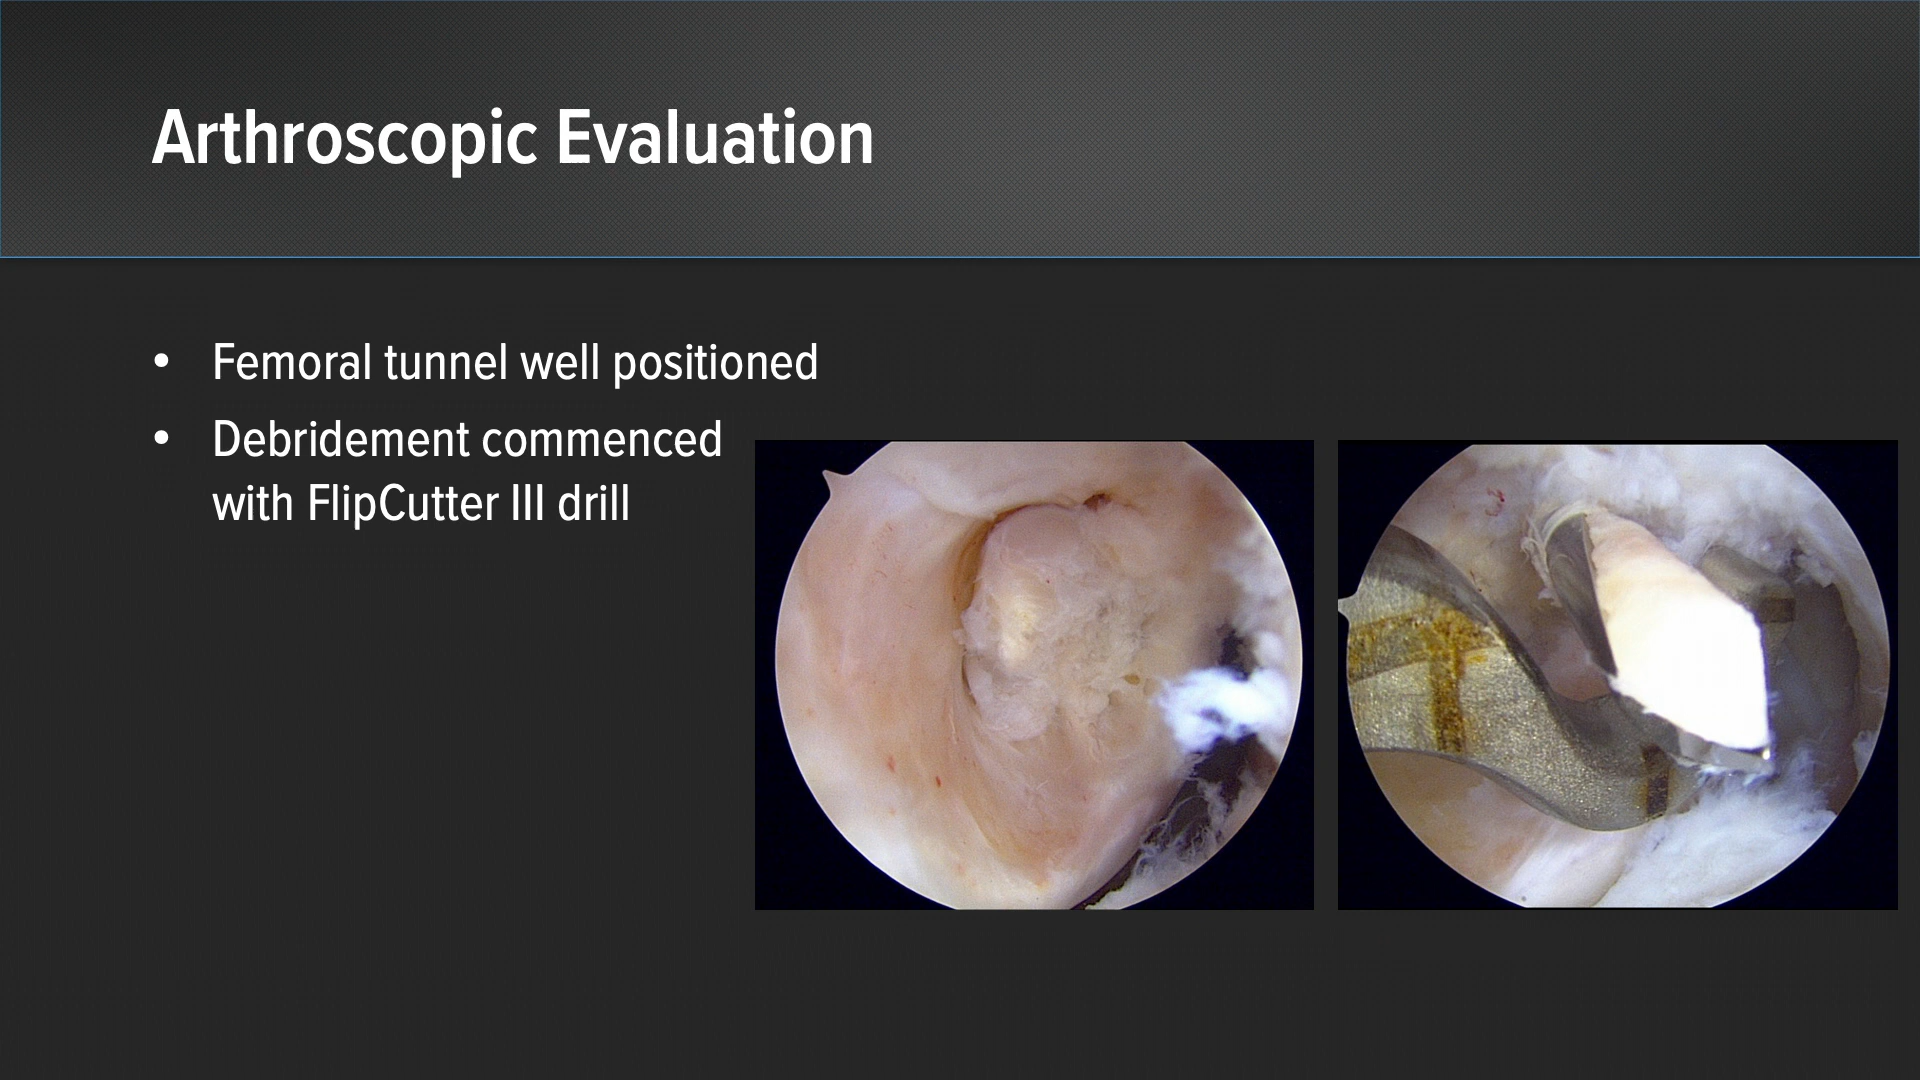 Arthroscopic Evaluation
• Femoral tunnel well positioned
• Debridement commenced
with FlipCutter III drill